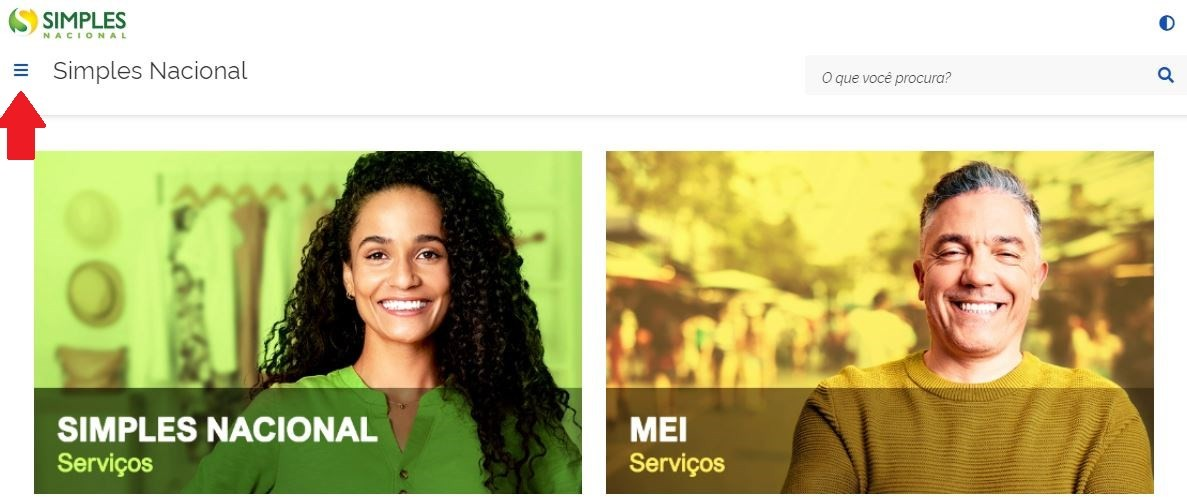 SIMPLES
NACIONAL
Simples Nacional
O que você procura?
SIMPLES NACIONAL
Serviços
MEI
Serviços